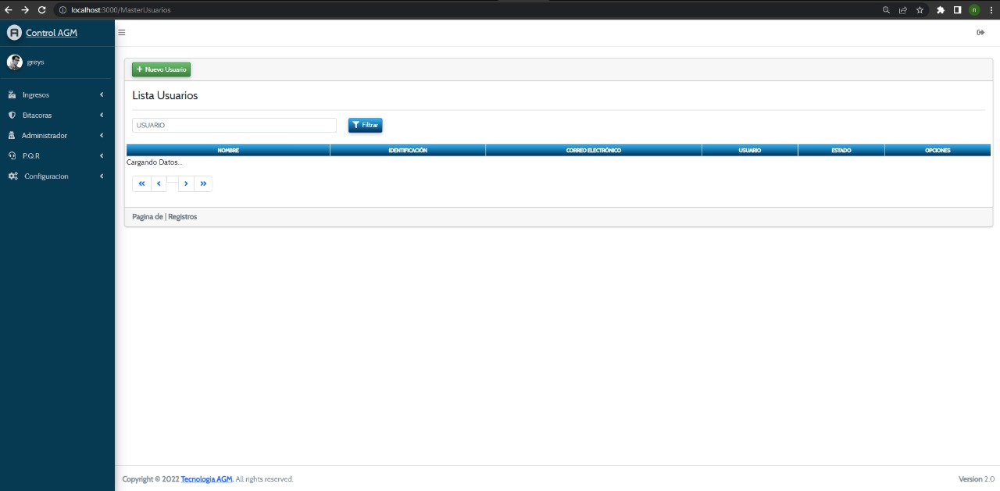 localhost:3000/MasterUsuarios
n
Control AGM
greys
Ingresos
Bitacoras
Administrador
P.Q.R
Configuracion
Nuevo Usuario
Lista Usuarios
USUARIO
Filtrar
NOMBRE IDENTIFICACIÓN CORREO ELECTRÓNICO USUARIO ESTADO OPCIONES
Cargando Datos...
« ‹ › »
Pagina de | Registros
Copyright © 2022 Tecnologia AGM. All rights reserved.
Version 2.0